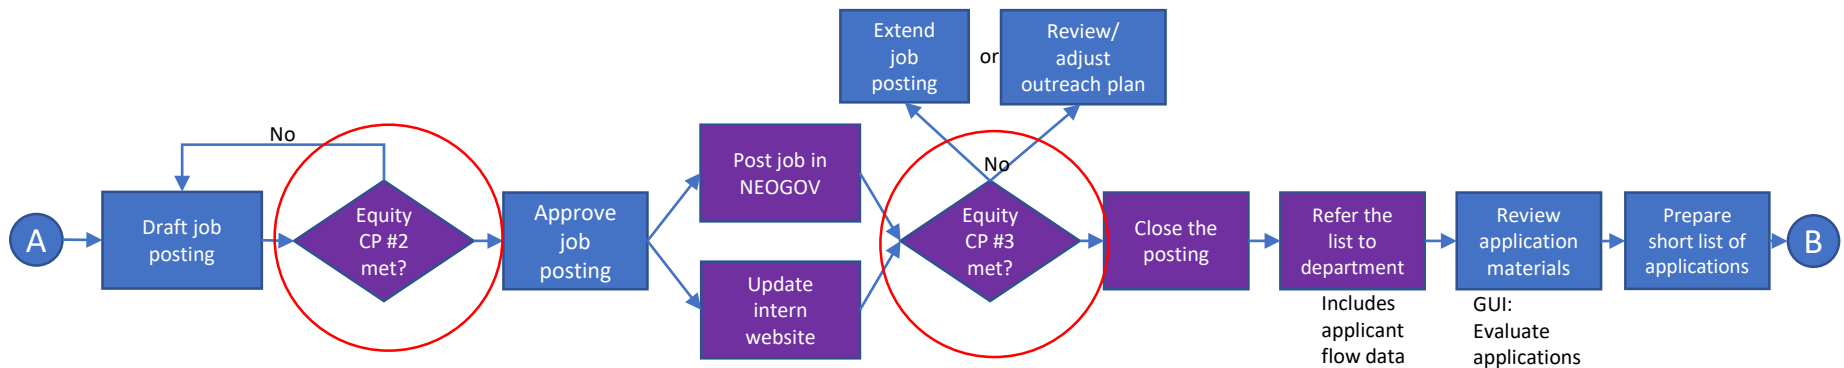 A
Draft job
posting
No
Equity
CP #2
met?
Approve
job
posting
Post job in
NEOGOV
Update
intern
website
Extend
job
posting
or
Review/
adjust
outreach plan
No
Equity
CP #3
met?
Close the
posting
Refer the
list to
department
Includes
applicant
flow data
Review
application
materials
GUI:
Evaluate
applications
Prepare
short list of
applications
B